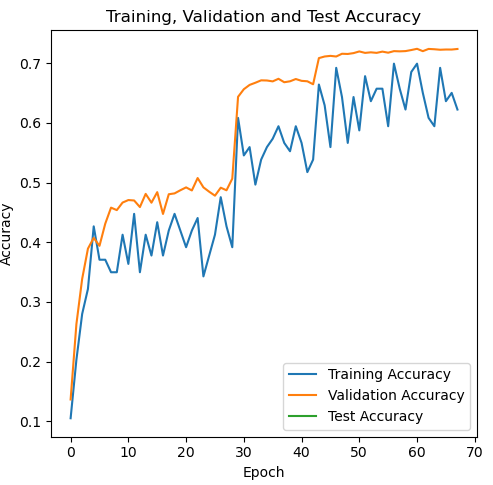 Training, Validation and Test Accuracy
0.7
0.6
0.5
0.4
0.3
0.2
0.1
Accuracy
0 10 20 30 40 50 60 70
Epoch
Training Accuracy
Validation Accuracy
Test Accuracy